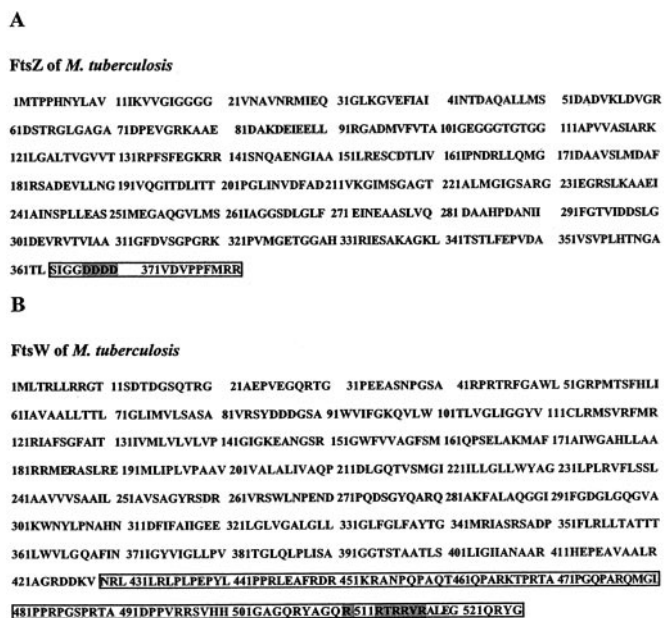 A
FtsZ of M. tuberculosis
1MTPPHNYLAV 11IKVVGIGGGG 21VNAVNRMIEQ 31GLKGVEFIAI 41NTDAQALLMS 51DADVKLDVGR
61DSTRGLGAGA 71DPEVGRKAAE 81DAKDEIEELL 91RGADMVFVTA 101GEGGGTGTGG 111APVVASIARK
121LGALTVGVVT 131RPFSFEGKRR 141SNQAENGIAA 151LRESCDTLIV 161IPNDRLLQMG 171DAAVSLMDAF
181RSADEVLLNG 191VQGITDLITT 201PGLINVDFAD 211VKGIMSGAGT 221ALMGIGSARG 231EGRSLKAAEI
241AINSPLLEAS 251MEGAQGVLMS 261IAGGSDLGLF 271EINEAASLVQ 281DAAHPDANII 291FGTVIDDSLG
301DEVRVTVIAA 311GFDVSGPGRK 321PVMGETGGAH 331RIESAKAGKL 341TSTLFEPVDA 351VSVPLHTNGA
361TL SIGGDDDD 371VDVPPFMRR
B
FtsW of M. tuberculosis
1MLTRLLRRGT 11SDTDGSQTRG 21AEPVEGQRTG 31PEEASNPGSA 41RPRTRFGAWL 51GRPMTSFHLI
61IAVAALLTTL 71GLIMVLSASA 81VRSYDDDGSA 91WVIFGKQVLW 101TLVGLIGGYV 111CLRMSVRFMR
121RIAFSGFAIT 131IVMLVLVLVP 141GIGKEANGSR 151GWFVVAGFSM 161QPSELAKMAF 171AIWGAHLLAA
181RRMERASLRE 191MLIPLVPAAV 201VALALIVAQP 211DLGQTVSMGI 221ILLGLLWYAG 231LPLRVFLSSL
241AAVVVSAAIL 251AVSAGYRSDR 261VRSWLNPEND 271PQDSGYQARQ 281AKFALAQGGI 291FGDGLGQGVA
301KWNYLPNAHN 311DFIFAIIGEE 321LGLVGALGLL 331GLFGLFAYTG 341MRIASRSADP 351FLRLLTATTT
361LWVLGQAFIN 371IGYVIGLLPV 381TGLQLPLISA 391GGTSTAATLS 401LIGIIANAAR 411HEPEAVAALR
421AGRDDKV NRL 431LRLPLPEPYL 441PPRLEAFRDR 451KRANPQPAQT 461QPARKTPRTA 471PGQPARQMGI
481PPRPGSPRTA 491DPPVRRSVHH 501GAGQRYAGQR 511RTRRVRALEG 521QRYG